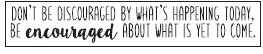 DON'T BE DISCOURAGED BY WHAT'S HAPPENING TODAY,
BE encouraged ABOUT WHAT IS YET TO COME.